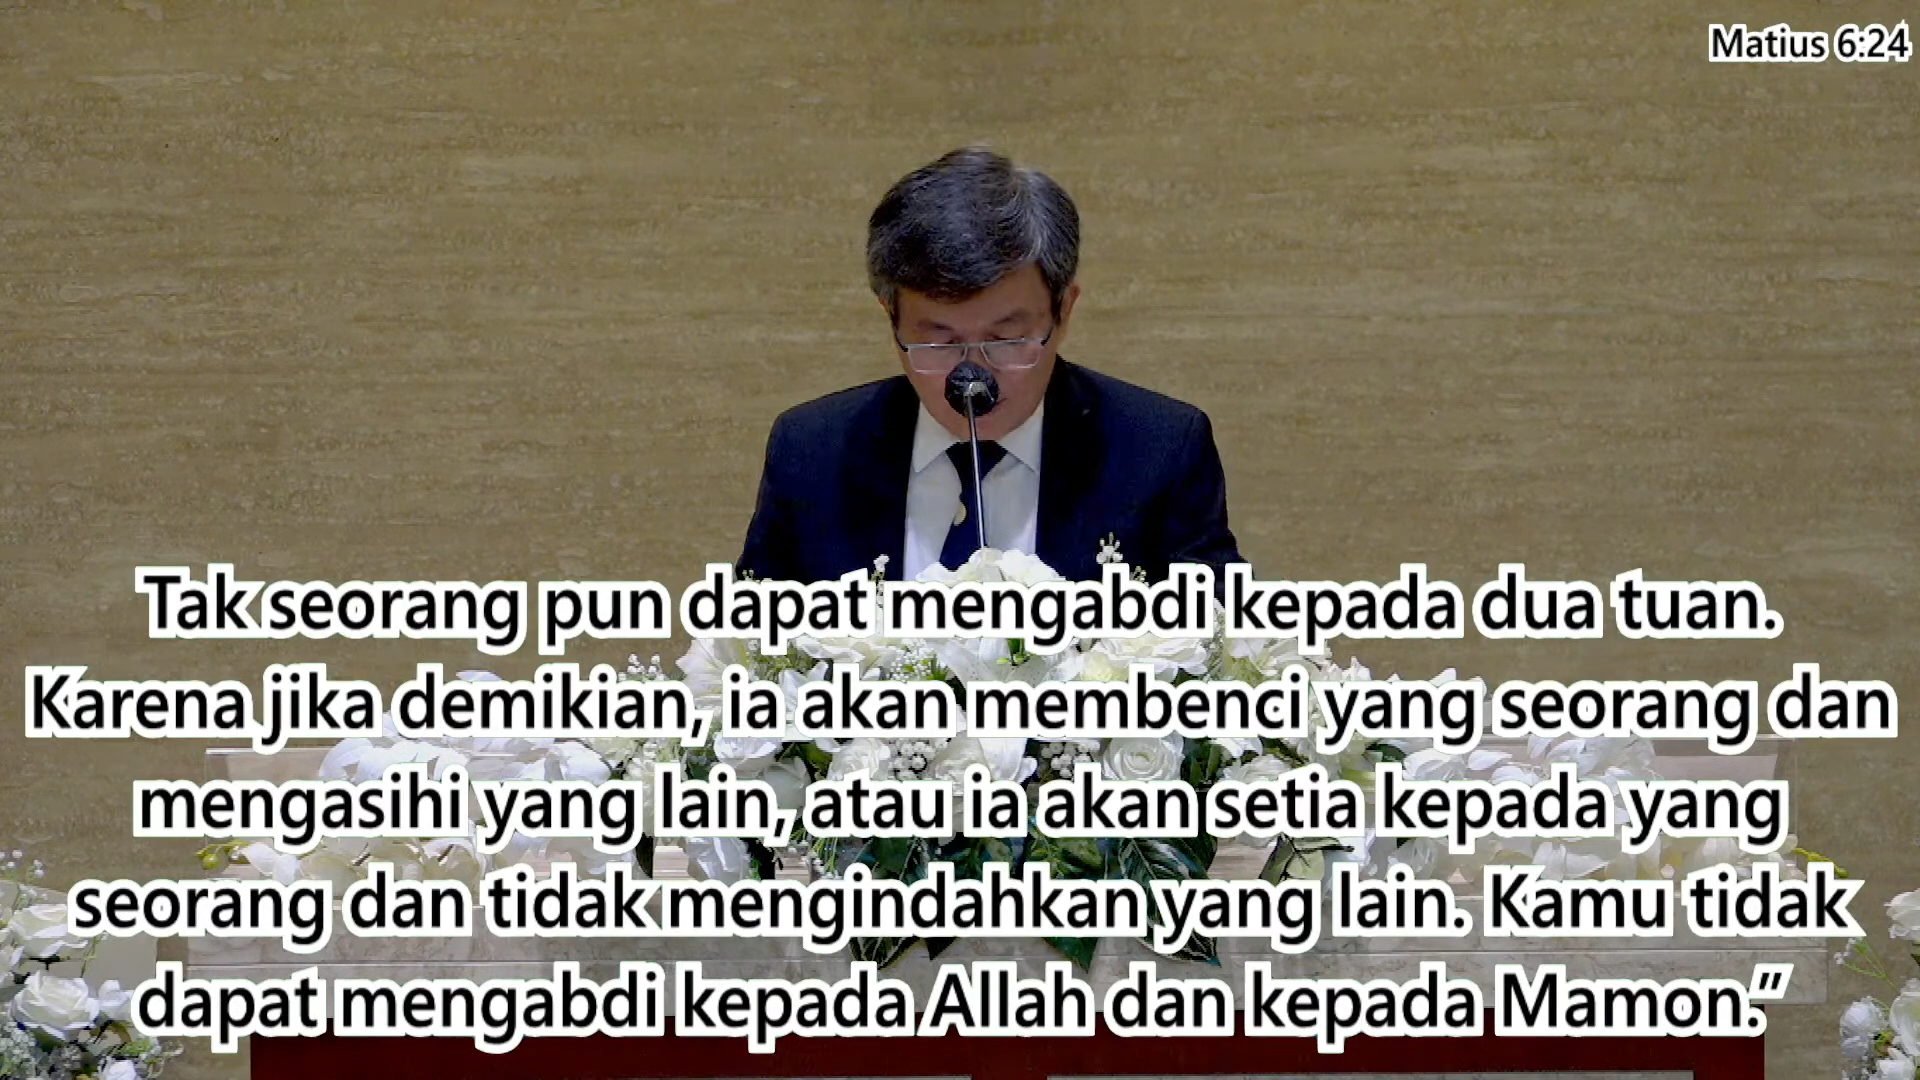 Matius 6:24
Tak seorang pun dapat mengabdi kepada dua tuan.
Karena jika demikian, ia akan membenci yang seorang dan
mengasihi yang lain, atau ia akan setia kepada yang
seorang dan tidak mengindahkan yang lain. Kamu tidak
dapat mengabdi kepada Allah dan kepada Mamon.”